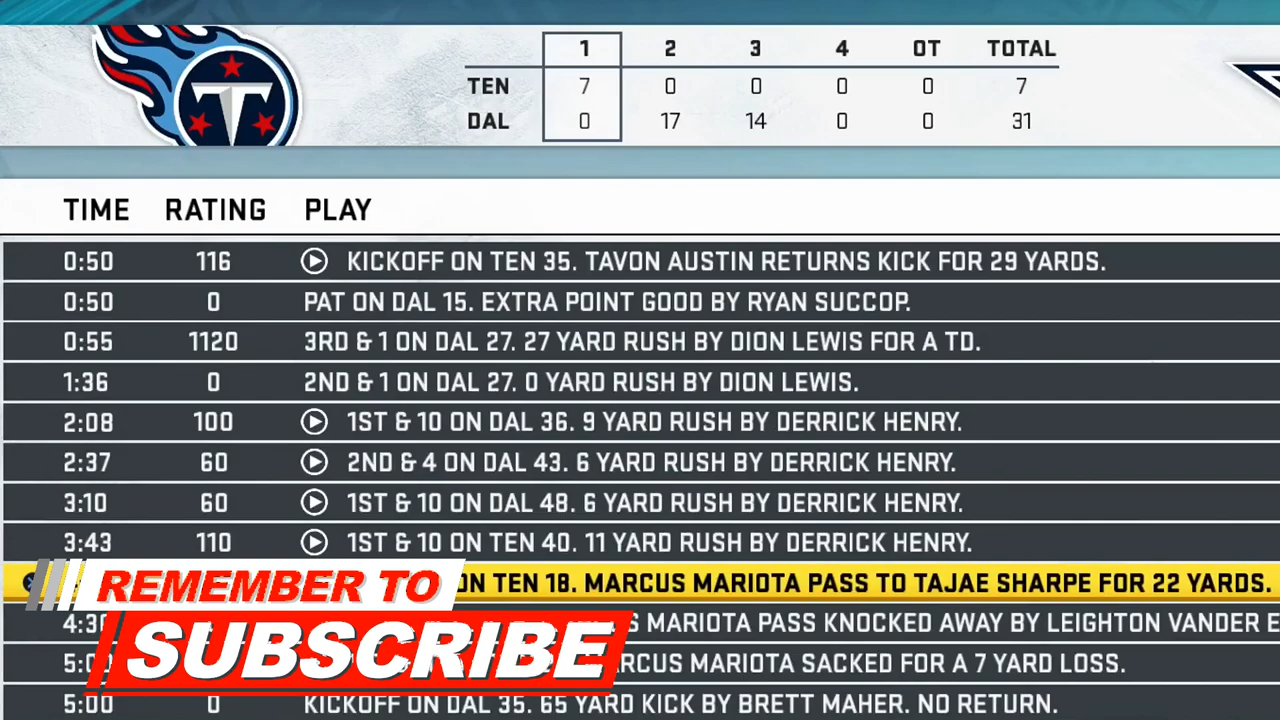 1 2 3 4 OT TOTAL
TEN 7 0 0 0 0 7
DAL 0 17 14 0 0 31
TIME RATING PLAY
0:50 116 KICKOFF ON TEN 35. TAVON AUSTIN RETURNS KICK FOR 29 YARDS.
0:50 0 PAT ON DAL 15. EXTRA POINT GOOD BY RYAN SUCCOP.
0:55 1120 3RD & 1 ON DAL 27. 27 YARD RUSH BY DION LEWIS FOR A TD.
1:36 0 2ND & 1 ON DAL 27. 0 YARD RUSH BY DION LEWIS.
2:08 100 1ST & 10 ON DAL 36. 9 YARD RUSH BY DERRICK HENRY.
2:37 60 2ND & 4 ON DAL 43. 6 YARD RUSH BY DERRICK HENRY.
3:10 60 1ST & 10 ON DAL 48. 6 YARD RUSH BY DERRICK HENRY.
3:43 110 1ST & 10 ON TEN 40. 11 YARD RUSH BY DERRICK HENRY.
ON TEN 18. MARCUS MARIOTA PASS TO TAJAE SHARPE FOR 22 YARDS.
MARIOTA PASS KNOCKED AWAY BY LEIGHTON VANDER
MARCUS MARIOTA SACKED FOR A 7 YARD LOSS.
5:00 0 KICKOFF ON DAL 35. 65 YARD KICK BY BRETT MAHER. NO RETURN.
REMEMBER TO
SUBSCRIBE